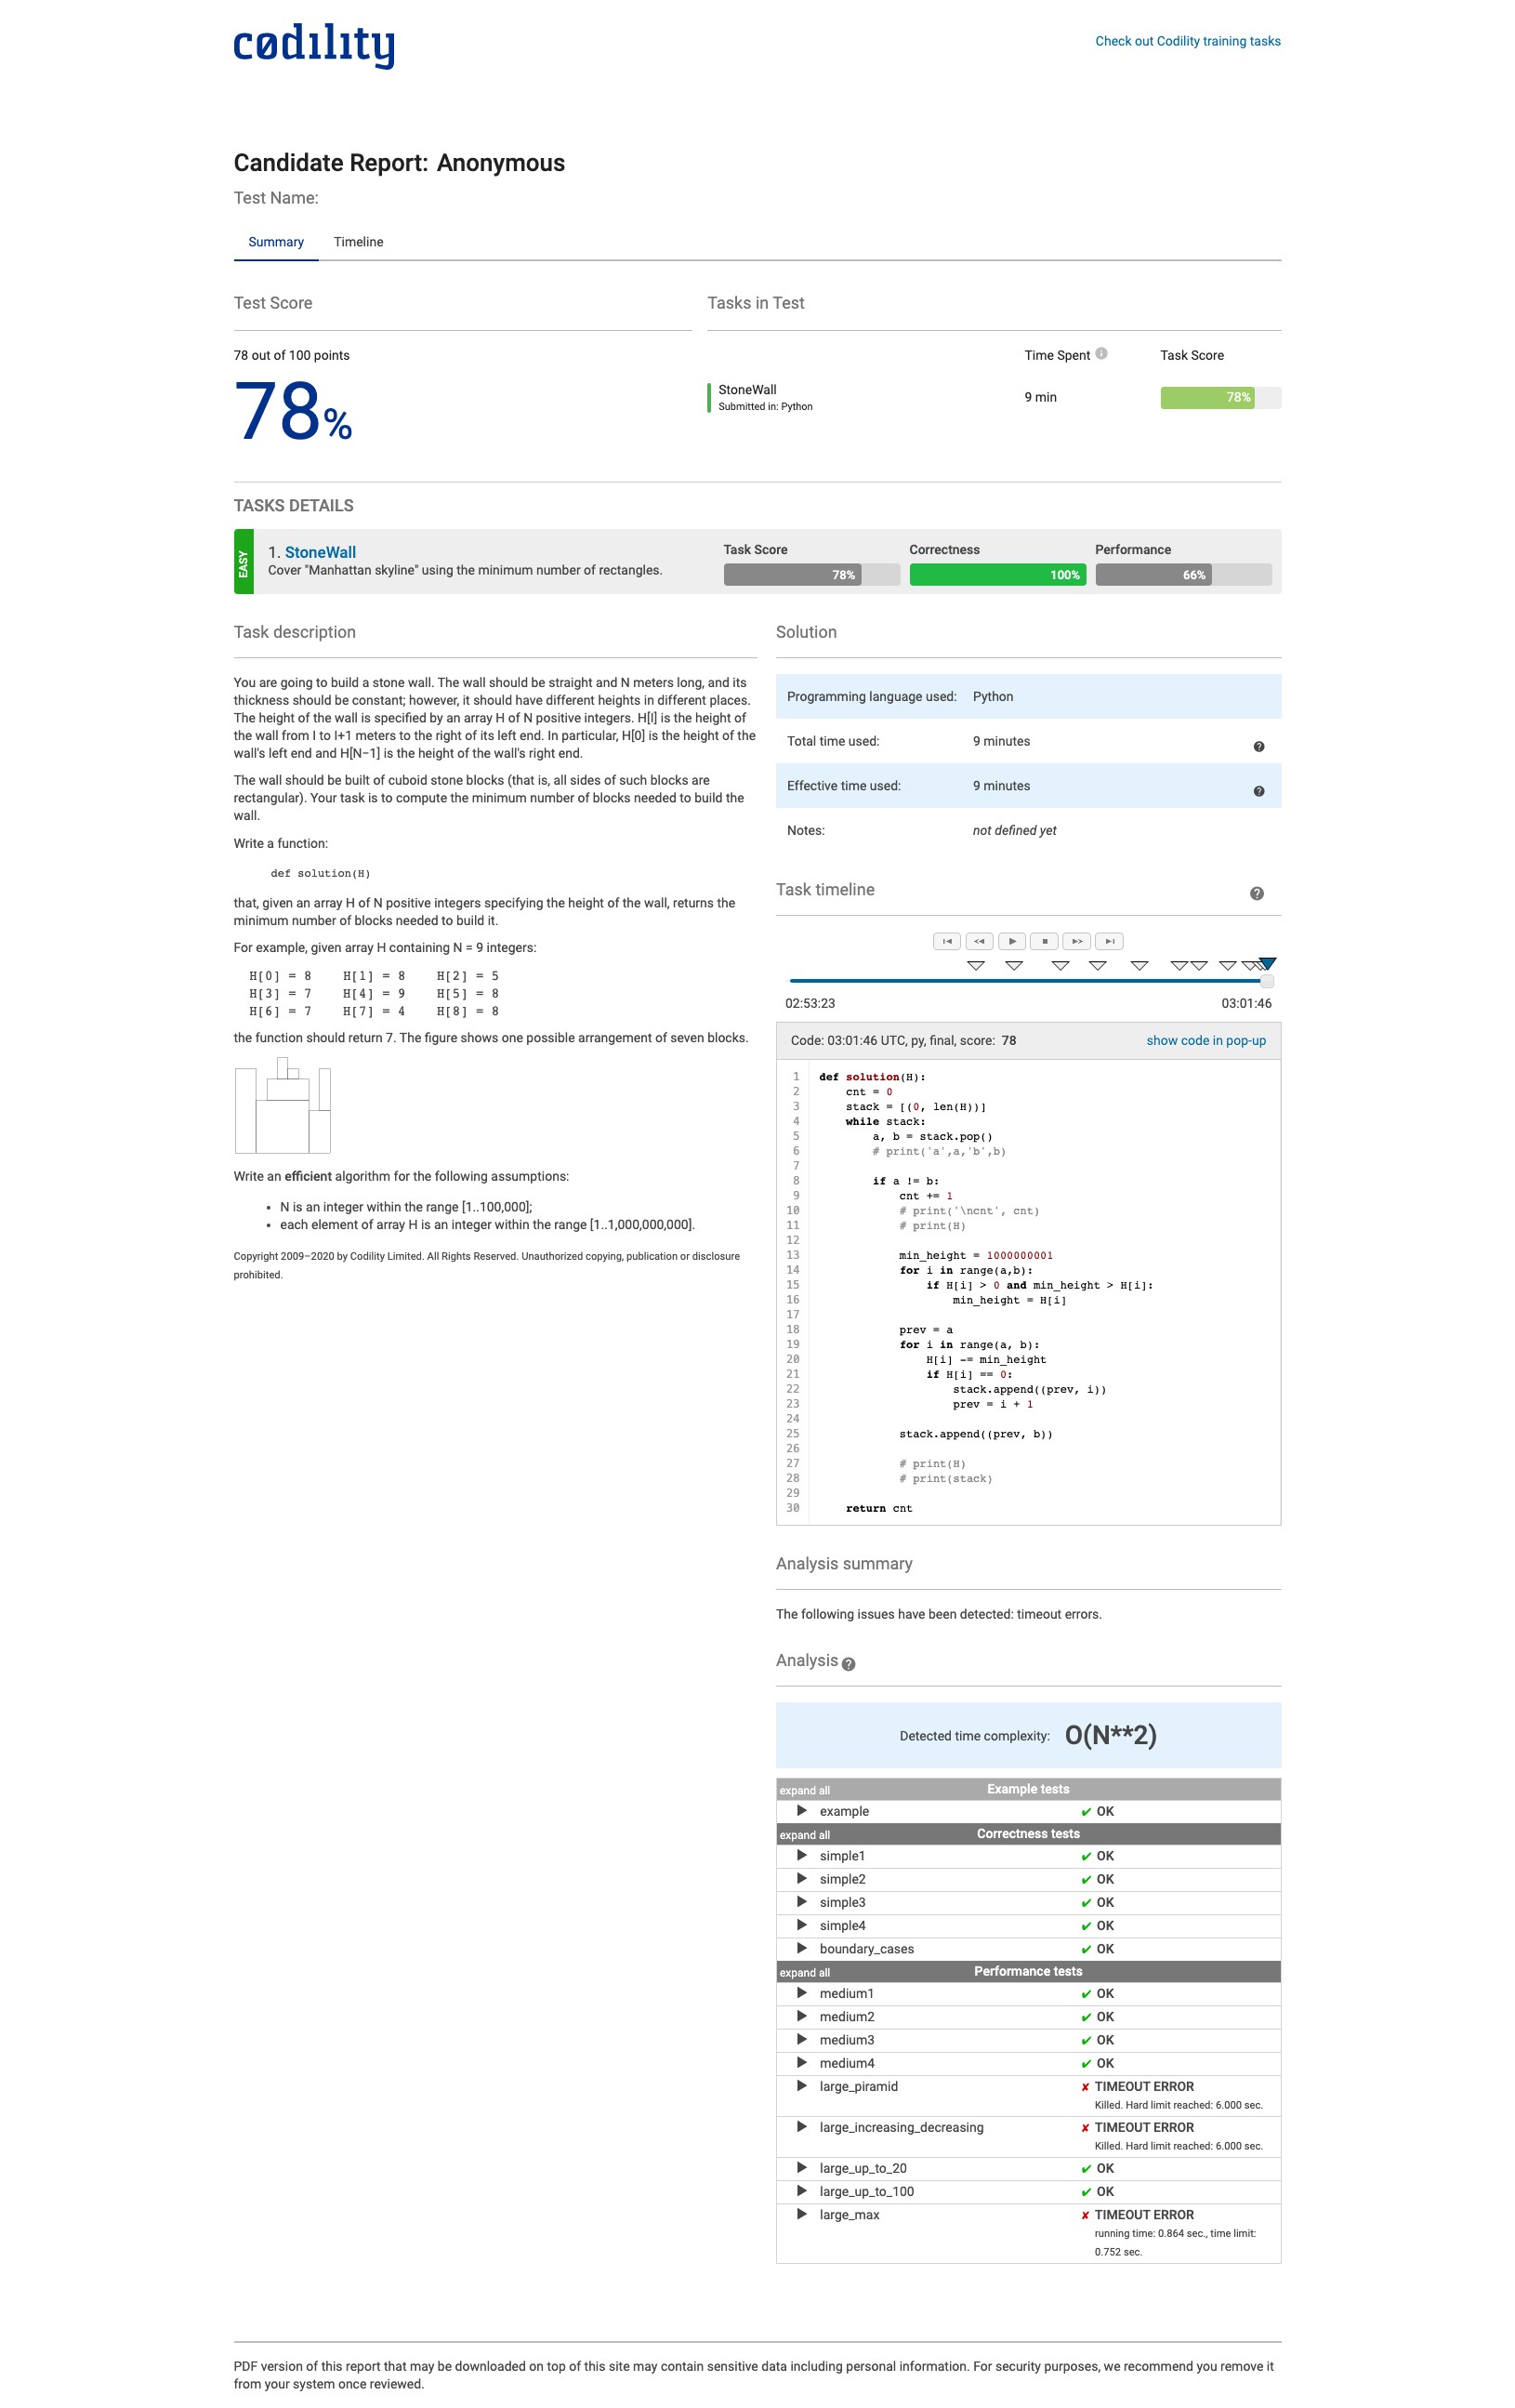 cødility
Check out Codility training tasks
Candidate Report: Anonymous
Test Name:
Summary Timeline
Test Score
Tasks in Test
78 out of 100 points
78%
Time Spent
Task Score
StoneWall
Submitted in: Python
9 min
78%
TASKS DETAILS
EASY
1. StoneWall
Cover "Manhattan skyline" using the minimum number of rectangles.
Task Score
78%
Correctness
100%
Performance
66%
Task description
You are going to build a stone wall. The wall should be straight and N meters long, and its
thickness should be constant; however, it should have different heights in different places.
The height of the wall is specified by an array H of N positive integers. H[I] is the height of
the wall from I to I+1 meters to the right of its left end. In particular, H[0] is the height of the
wall's left end and H[N−1] is the height of the wall's right end.
The wall should be built of cuboid stone blocks (that is, all sides of such blocks are
rectangular). Your task is to compute the minimum number of blocks needed to build the
wall.
Write a function:
def solution(H)
that, given an array H of N positive integers specifying the height of the wall, returns the
minimum number of blocks needed to build it.
For example, given array H containing N = 9 integers:
H[0] = 8 H[1] = 8 H[2] = 5
H[3] = 7 H[4] = 9 H[5] = 8
H[6] = 7 H[7] = 4 H[8] = 8
the function should return 7. The figure shows one possible arrangement of seven blocks.
Write an efficient algorithm for the following assumptions:
• N is an integer within the range [1..100,000];
• each element of array H is an integer within the range [1..1,000,000,000].
Copyright 2009–2020 by Codility Limited. All Rights Reserved. Unauthorized copying, publication or disclosure
prohibited.
Solution
Programming language used: Python
Total time used: 9 minutes
Effective time used: 9 minutes
Notes: not defined yet
Task timeline
02:53:23
03:01:46
Code: 03:01:46 UTC, py, final, score: 78
show code in pop-up
1 def solution(H):
2 cnt = 0
3 stack = [(0, len(H))]
4 while stack:
5 a, b = stack.pop()
6 # print('a',a,'b',b)
7
8 if a != b:
9 cnt += 1
10 # print('\ncnt', cnt)
11 # print(H)
12
13 min_height = 1000000001
14 for i in range(a,b):
15 if H[i] > 0 and min_height > H[i]:
16 min_height = H[i]
17
18 prev = a
19 for i in range(a, b):
20 H[i] -= min_height
21 if H[i] == 0:
22 stack.append((prev, i))
23 prev = i + 1
24
25 stack.append((prev, b))
26
27 # print(H)
28 # print(stack)
29
30 return cnt
Analysis summary
The following issues have been detected: timeout errors.
Analysis
Detected time complexity: O(N**2)
expand all Example tests
example ✔ OK
expand all Correctness tests
simple1 ✔ OK
simple2 ✔ OK
simple3 ✔ OK
simple4 ✔ OK
boundary_cases ✔ OK
expand all Performance tests
medium1 ✔ OK
medium2 ✔ OK
medium3 ✔ OK
medium4 ✔ OK
large_piramid ✘ TIMEOUT ERROR
Killed. Hard limit reached: 6.000 sec.
large_increasing_decreasing ✘ TIMEOUT ERROR
Killed. Hard limit reached: 6.000 sec.
large_up_to_20 ✔ OK
large_up_to_100 ✔ OK
large_max ✘ TIMEOUT ERROR
running time: 0.864 sec., time limit:
0.752 sec.
PDF version of this report that may be downloaded on top of this site may contain sensitive data including personal information. For security purposes, we recommend you remove it
from your system once reviewed.